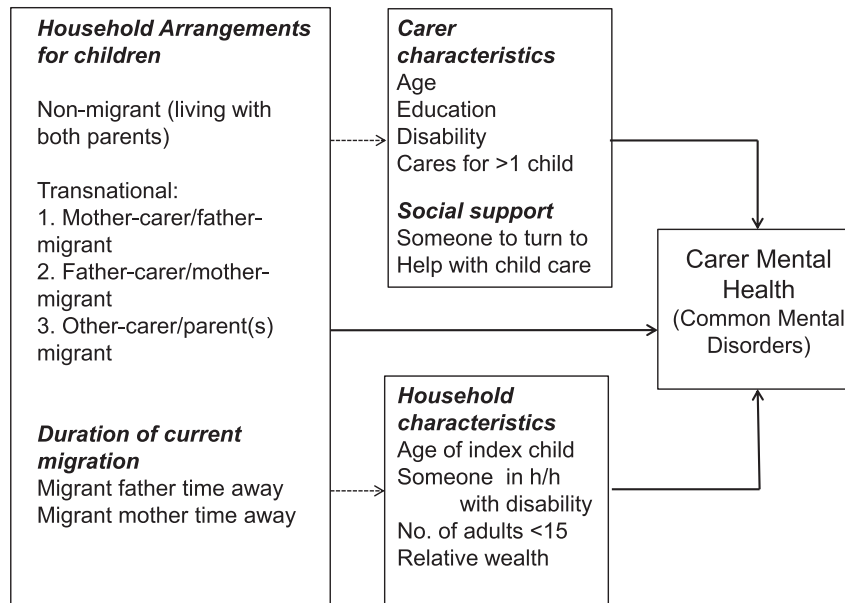 Household Arrangements
for children
Non-migrant (living with
both parents)
Transnational:
1. Mother-carer/father-
migrant
2. Father-carer/mother-
migrant
3. Other-carer/parent(s)
migrant
Duration of current
migration
Migrant father time away
Migrant mother time away
Carer
characteristics
Age
Education
Disability
Cares for >1 child
Social support
Someone to turn to
Help with child care
Household
characteristics
Age of index child
Someone in h/h
with disability
No. of adults <15
Relative wealth
Carer Mental
Health
(Common Mental
Disorders)